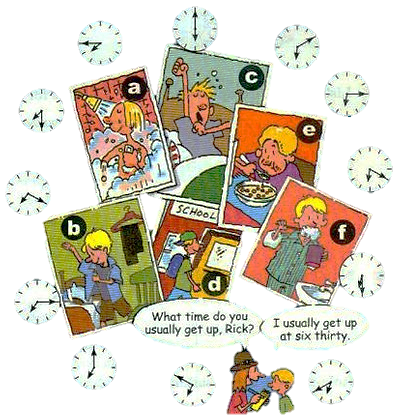 a
c
e
b
SCHOOL
d
f
What time do you
usually get up, Rick?
I usually get up
at six thirty.